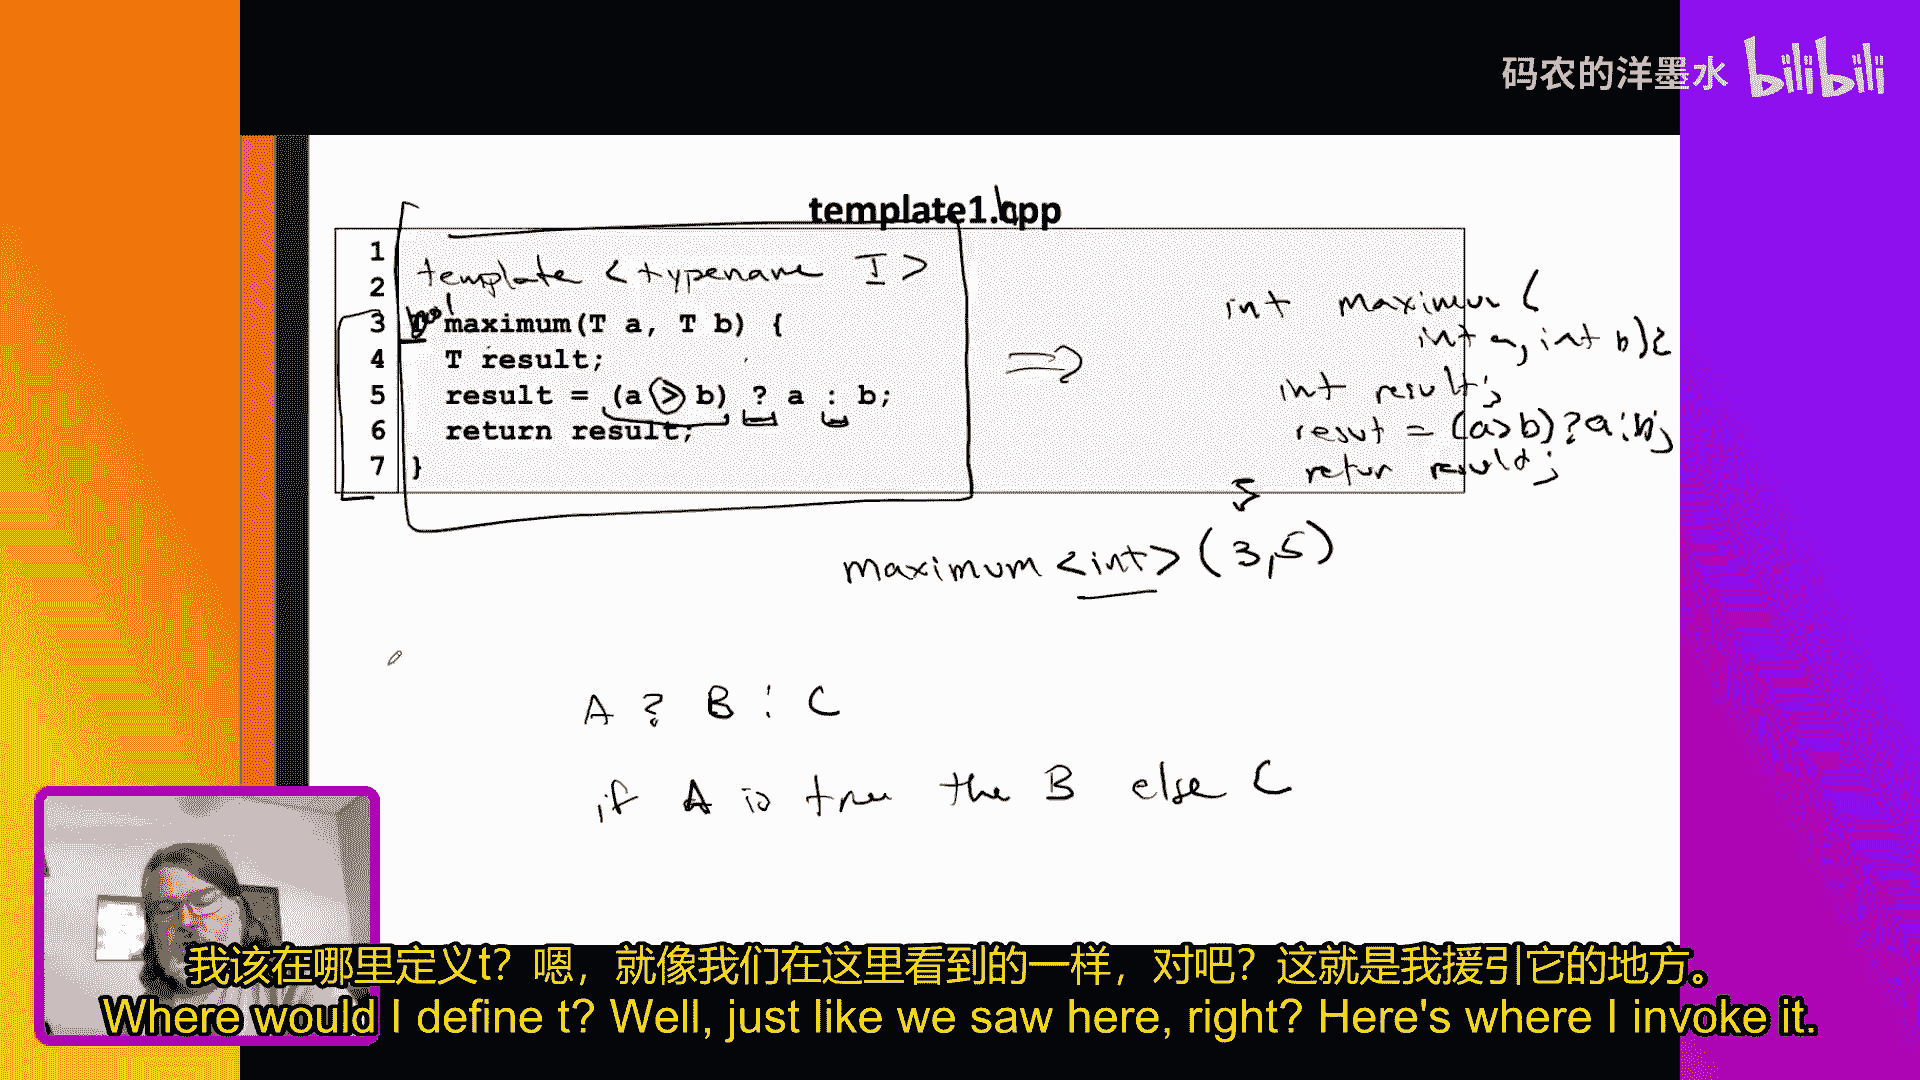 码农的洋墨水 bilibili
template1.cpp
1
2 template <typename T>
3 maximum(T a, T b) {
4 T result;
5 result = (a > b) ? a : b;
6 return result;
7 }
int maximum(
int a, int b){
int result;
resut = (a>b)?a:b;
retur result;
}
maximum <int> (3,5)
A ? B : C
if A is true the B else C
我该在哪里定义t？嗯，就像我们在这里看到的一样，对吧？这就是我援引它的地方。
Where would I define t? Well, just like we saw here, right? Here's where I invoke it.